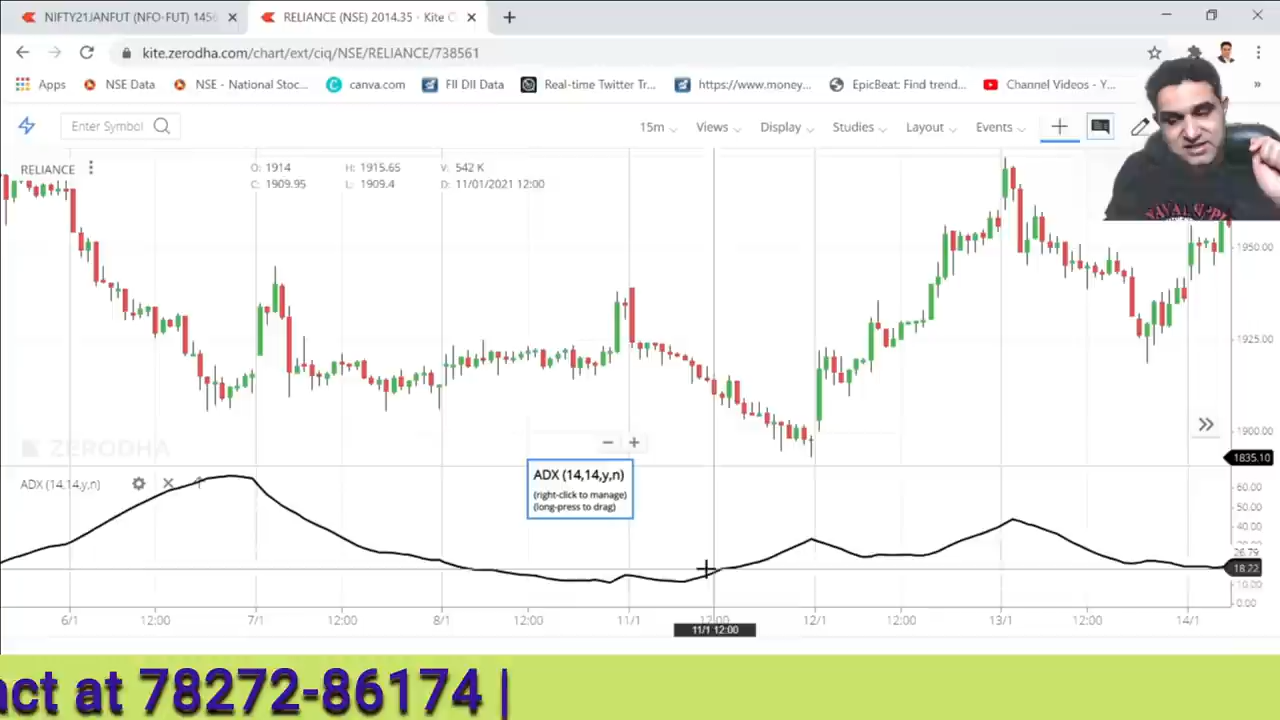 NIFTY21JANFUT (NFO-FUT) 1456
RELIANCE (NSE) 2014.35 - Kite C
kite.zerodha.com/chart/ext/ciq/NSE/RELIANCE/738561
Apps NSE Data NSE - National Stoc... canva.com FII DII Data Real-time Twitter Tr... https://www.money... EpicBeat: Find trend... Channel Videos - Y...
Enter Symbol 15m Views Display Studies Layout Events
RELIANCE
O: 1914 H: 1915.65 V: 542 K
C: 1909.95 L: 1909.4 D: 11/01/2021 12:00
1950.00
1925.00
1900.00
ZERODHA
1835.10
ADX (14,14,y,n)
ADX (14,14,y,n)
(right-click to manage)
(long-press to drag)
60.00
50.00
40.00
26.79
18.22
10.00
0.00
6/1 12:00 7/1 12:00 8/1 12:00 11/1 12:00 12/1 12:00 13/1 12:00 14/1
11/1 12:00
act at 78272-86174 |